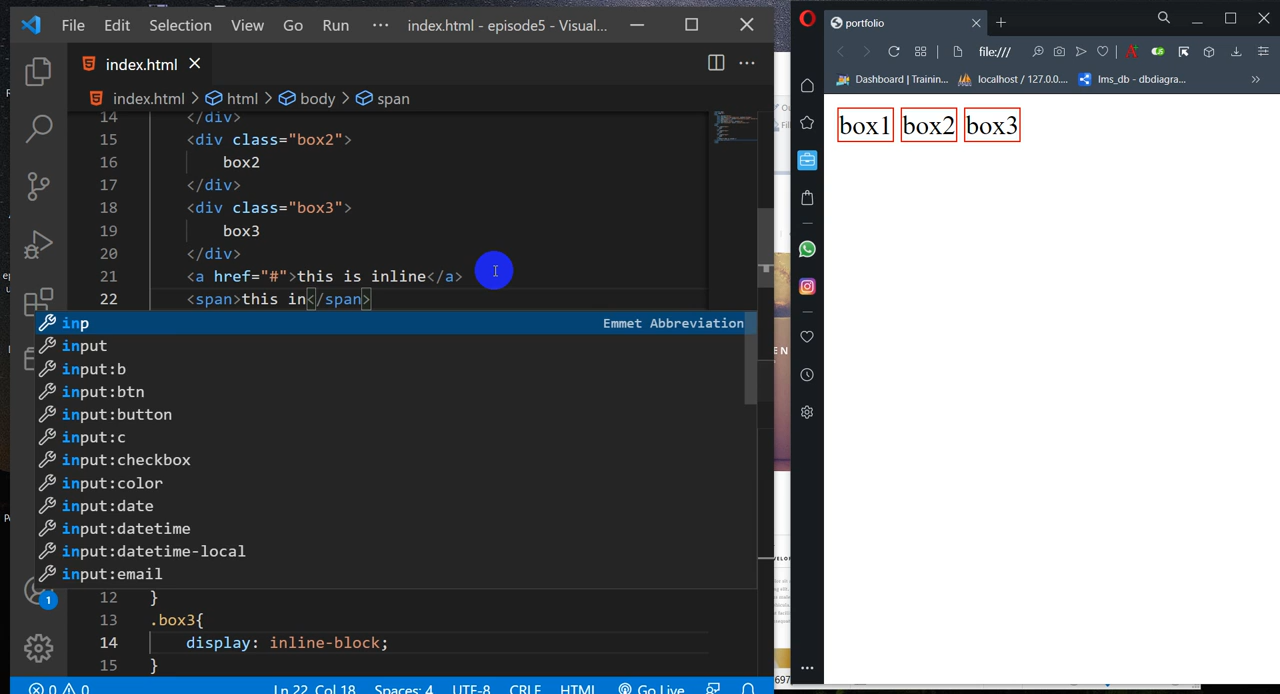 File Edit Selection View Go Run ··· index.html - episode5 - Visual...
index.html
index.html > html > body > span
14 </div>
15 <div class="box2">
16 box2
17 </div>
18 <div class="box3">
19 box3
20 </div>
21 <a href="#">this is inline</a>
22 <span>this in</span>
inp Emmet Abbreviation
input
input:b
input:btn
input:button
input:c
input:checkbox
input:color
input:date
input:datetime
input:datetime-local
input:email
12 }
13 .box3{
14 display: inline-block;
15 }
1
0 0 Ln 22, Col 18 Spaces: 4 UTF-8 CRLF HTML Go Live
portfolio
file:///
Dashboard | Trainin... localhost / 127.0.0.... lms_db - dbdiagra... »
box1 box2 box3